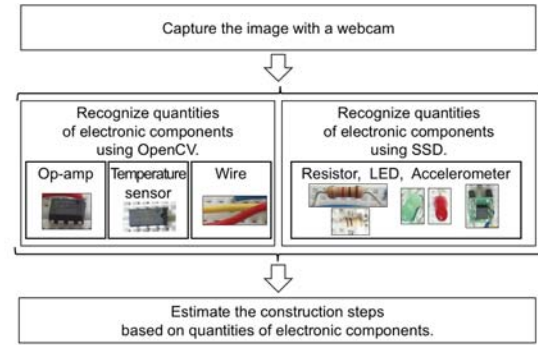 Capture the image with a webcam
Recognize quantities
of electronic components
using OpenCV.
Op-amp
Temperature
sensor
Wire
Recognize quantities
of electronic components
using SSD.
Resistor, LED, Accelerometer
Estimate the construction steps
based on quantities of electronic components.